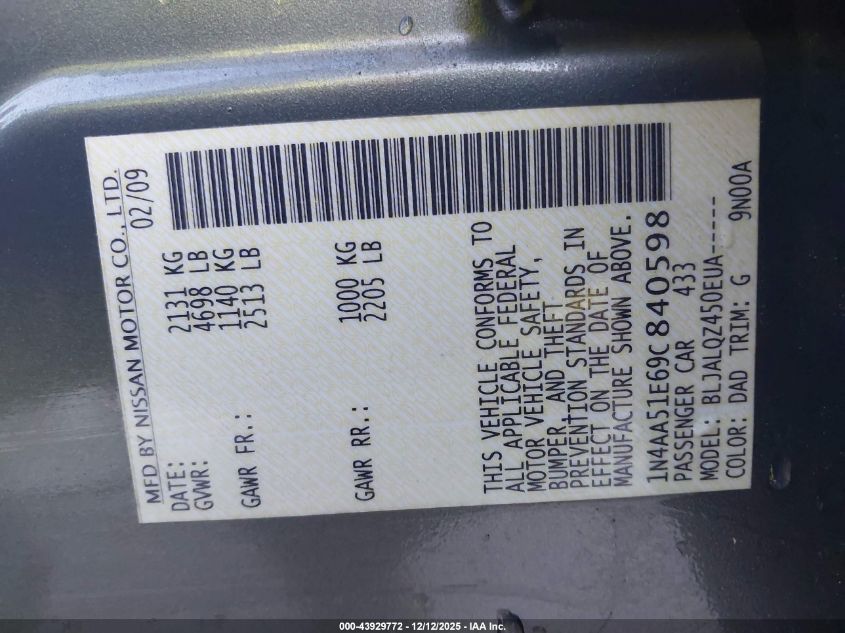 MFD BY NISSAN MOTOR CO., LTD.
DATE: 02/09
GVWR: 2131 KG
4698 LB
GAWR FR.: 1140 KG
2513 LB
GAWR RR.: 1000 KG
2205 LB
THIS VEHICLE CONFORMS TO
ALL APPLICABLE FEDERAL
MOTOR VEHICLE SAFETY,
BUMPER, AND THEFT
PREVENTION STANDARDS IN
EFFECT ON THE DATE OF
MANUFACTURE SHOWN ABOVE.
1N4AA51E69C840598
PASSENGER CAR 433
MODEL: BLJALQZ450EUA-----
COLOR: DAD TRIM: G 9N00A
000-43929772 - 12/12/2025 - IAA Inc.